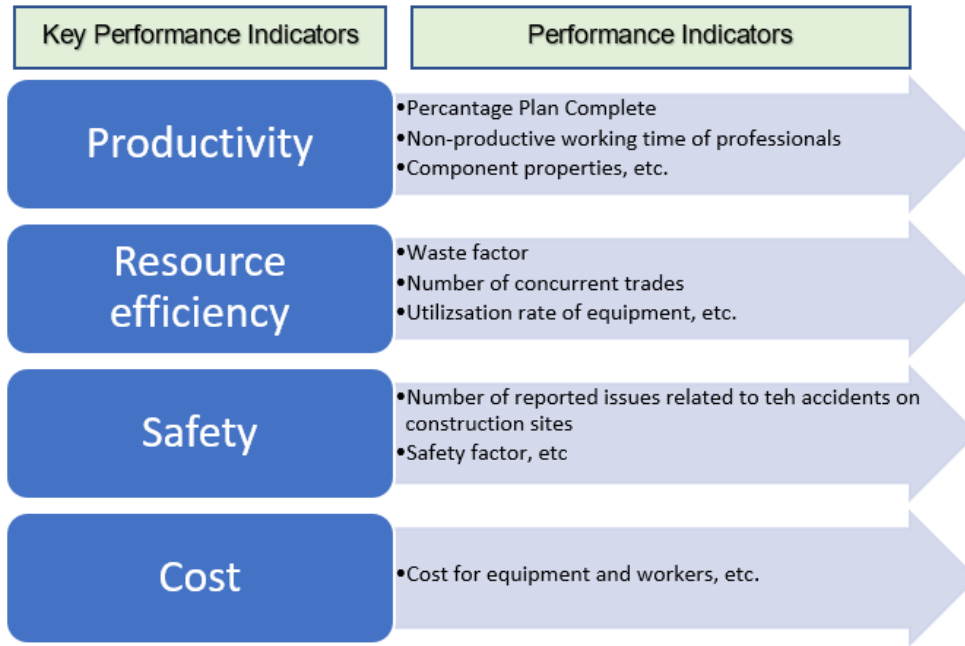 Key Performance Indicators
Performance Indicators
Productivity
•Percantage Plan Complete
•Non-productive working time of professionals
•Component properties, etc.
Resource
efficiency
•Waste factor
•Number of concurrent trades
•Utilizsation rate of equipment, etc.
Safety
•Number of reported issues related to teh accidents on
construction sites
•Safety factor, etc
Cost
•Cost for equipment and workers, etc.